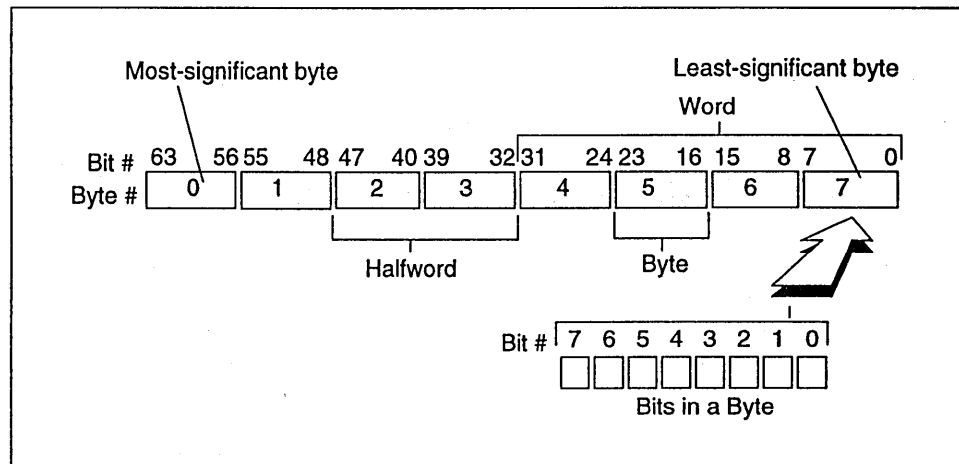 Most-significant byte
Least-significant byte
Word
Bit # 63 56 55 48 47 40 39 32 31 24 23 16 15 8 7 0
Byte # 0 1 2 3 4 5 6 7
Halfword
Byte
Bit # 7 6 5 4 3 2 1 0
Bits in a Byte